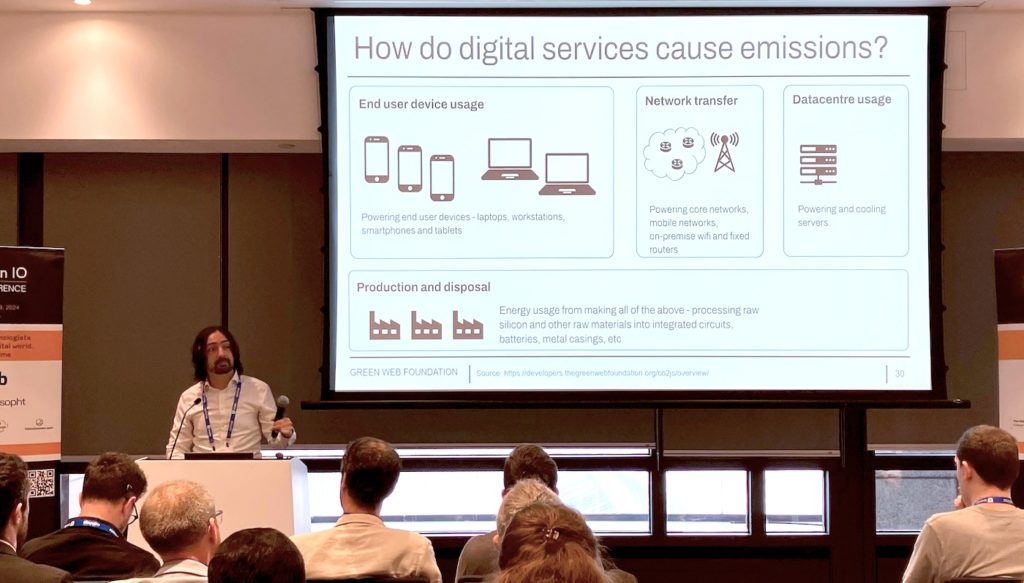 How do digital services cause emissions?
End user device usage
Powering end user devices - laptops, workstations,
smartphones and tablets
Network transfer
Powering core networks,
mobile networks,
on-premise wifi and fixed
routers
Datacentre usage
Powering and cooling
servers
Production and disposal
Energy usage from making all of the above - processing raw
silicon and other raw materials into integrated circuits,
batteries, metal casings, etc
GREEN WEB FOUNDATION
Source: https://developers.thegreenwebfoundation.org/co2js/overview/
30
n IO
RENCE
, 2024
nologists
ital world.
me
b
sopht